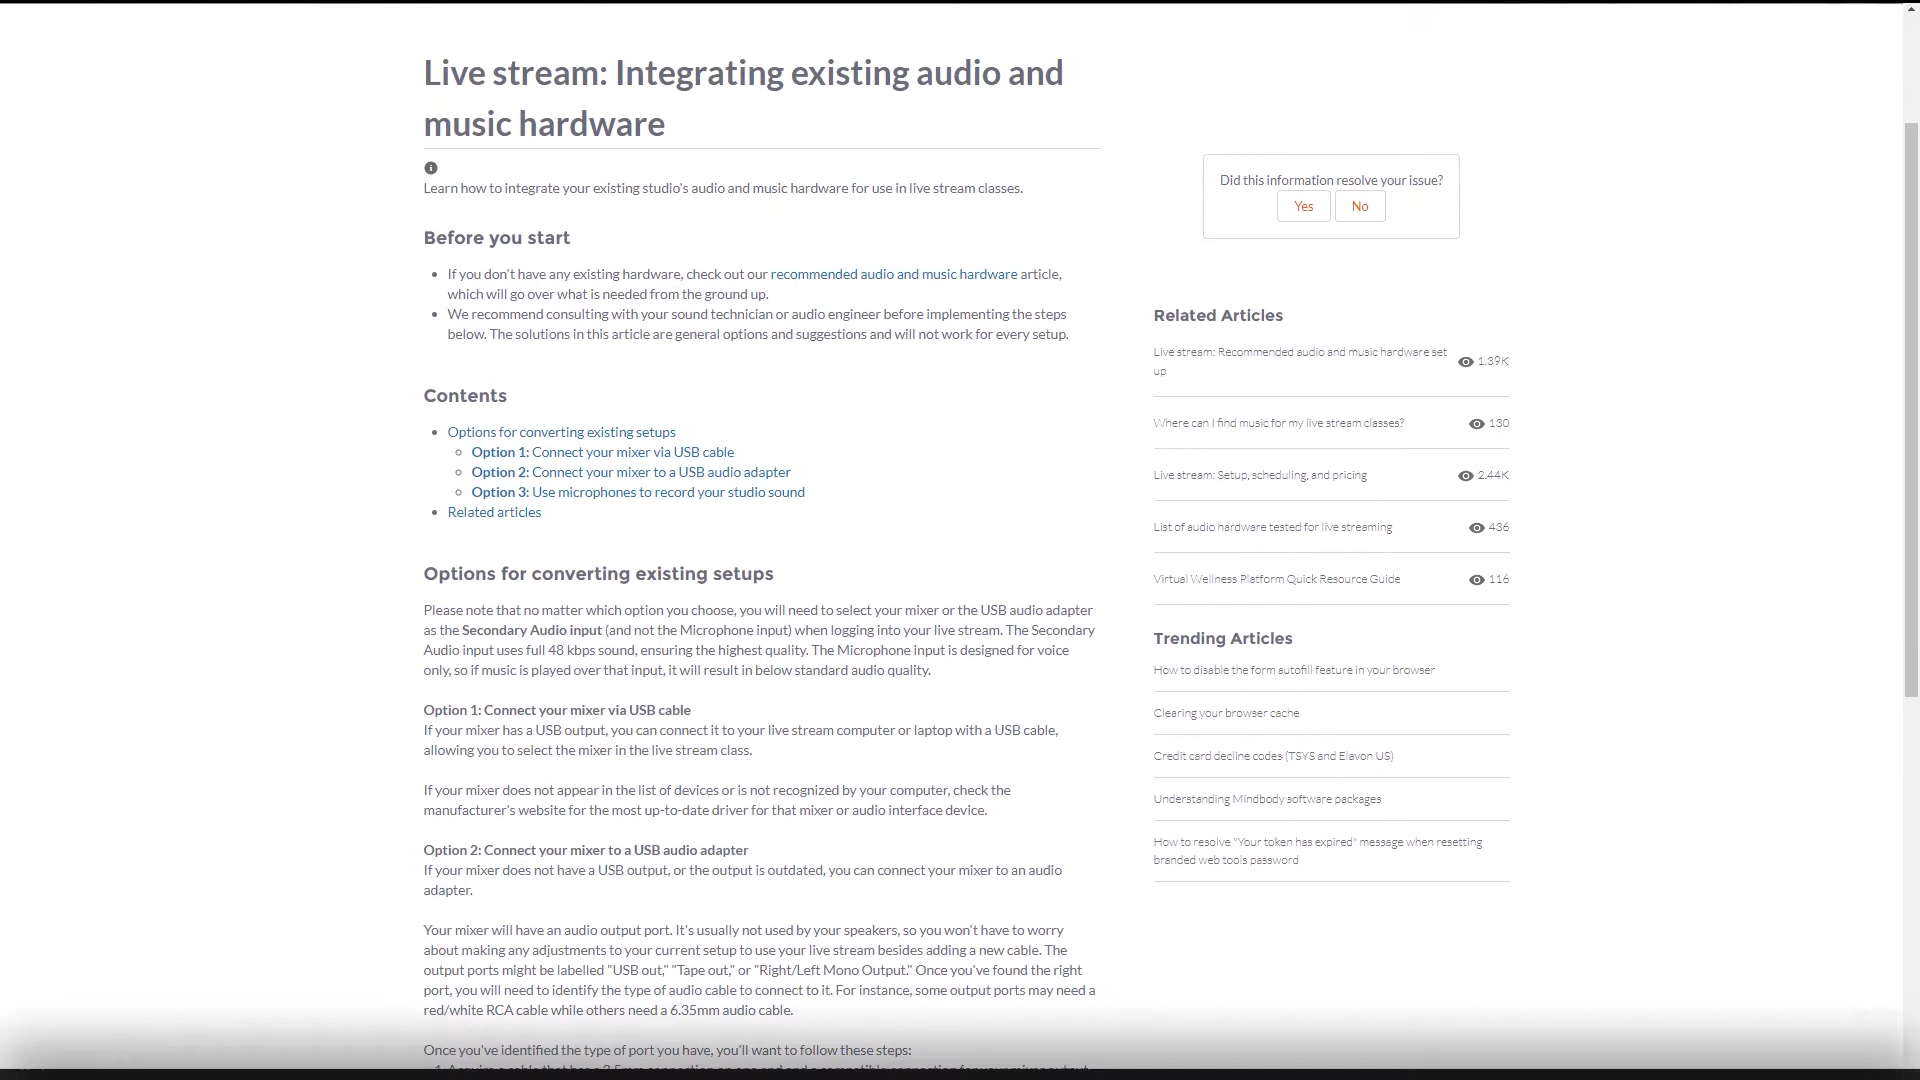 Live stream: Integrating existing audio and
music hardware
Learn how to integrate your existing studio's audio and music hardware for use in live stream classes.
Before you start
• If you don't have any existing hardware, check out our recommended audio and music hardware article,
which will go over what is needed from the ground up.
• We recommend consulting with your sound technician or audio engineer before implementing the steps
below. The solutions in this article are general options and suggestions and will not work for every setup.
Contents
• Options for converting existing setups
◦ Option 1: Connect your mixer via USB cable
◦ Option 2: Connect your mixer to a USB audio adapter
◦ Option 3: Use microphones to record your studio sound
• Related articles
Options for converting existing setups
Please note that no matter which option you choose, you will need to select your mixer or the USB audio adapter
as the Secondary Audio input (and not the Microphone input) when logging into your live stream. The Secondary
Audio input uses full 48 kbps sound, ensuring the highest quality. The Microphone input is designed for voice
only, so if music is played over that input, it will result in below standard audio quality.
Option 1: Connect your mixer via USB cable
If your mixer has a USB output, you can connect it to your live stream computer or laptop with a USB cable,
allowing you to select the mixer in the live stream class.
If your mixer does not appear in the list of devices or is not recognized by your computer, check the
manufacturer's website for the most up-to-date driver for that mixer or audio interface device.
Option 2: Connect your mixer to a USB audio adapter
If your mixer does not have a USB output, or the output is outdated, you can connect your mixer to an audio
adapter.
Your mixer will have an audio output port. It's usually not used by your speakers, so you won't have to worry
about making any adjustments to your current setup to use your live stream besides adding a new cable. The
output ports might be labelled "USB out," "Tape out," or "Right/Left Mono Output." Once you've found the right
port, you will need to identify the type of audio cable to connect to it. For instance, some output ports may need a
red/white RCA cable while others need a 6.35mm audio cable.
Once you've identified the type of port you have, you'll want to follow these steps:
Did this information resolve your issue?
Yes No
Related Articles
Live stream: Recommended audio and music hardware set
up
1.39K
Where can I find music for my live stream classes? 130
Live stream: Setup, scheduling, and pricing 2.44K
List of audio hardware tested for live streaming 436
Virtual Wellness Platform Quick Resource Guide 116
Trending Articles
How to disable the form autofill feature in your browser
Clearing your browser cache
Credit card decline codes (TSYS and Elavon US)
Understanding Mindbody software packages
How to resolve "Your token has expired" message when resetting
branded web tools password